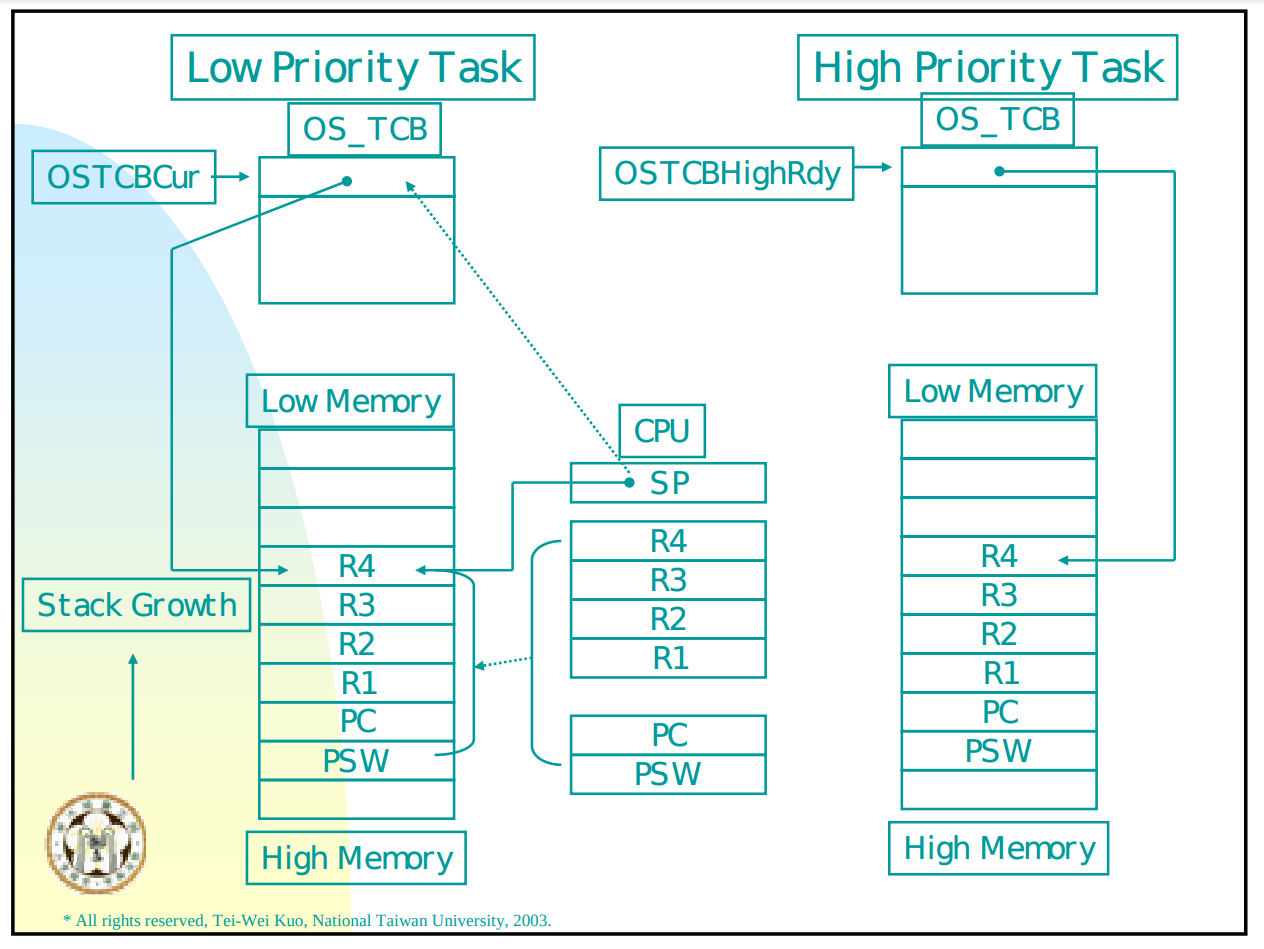 Low Priority Task
High Priority Task
OS_TCB
OS_TCB
OSTCBCur
OSTCBHighRdy
Low Memory
Low Memory
CPU
SP
R4
R3
R2
R1
PC
PSW
R4
R3
R2
R1
PC
PSW
R4
R3
R2
R1
PC
PSW
Stack Growth
High Memory
High Memory
* All rights reserved, Tei-Wei Kuo, National Taiwan University, 2003.